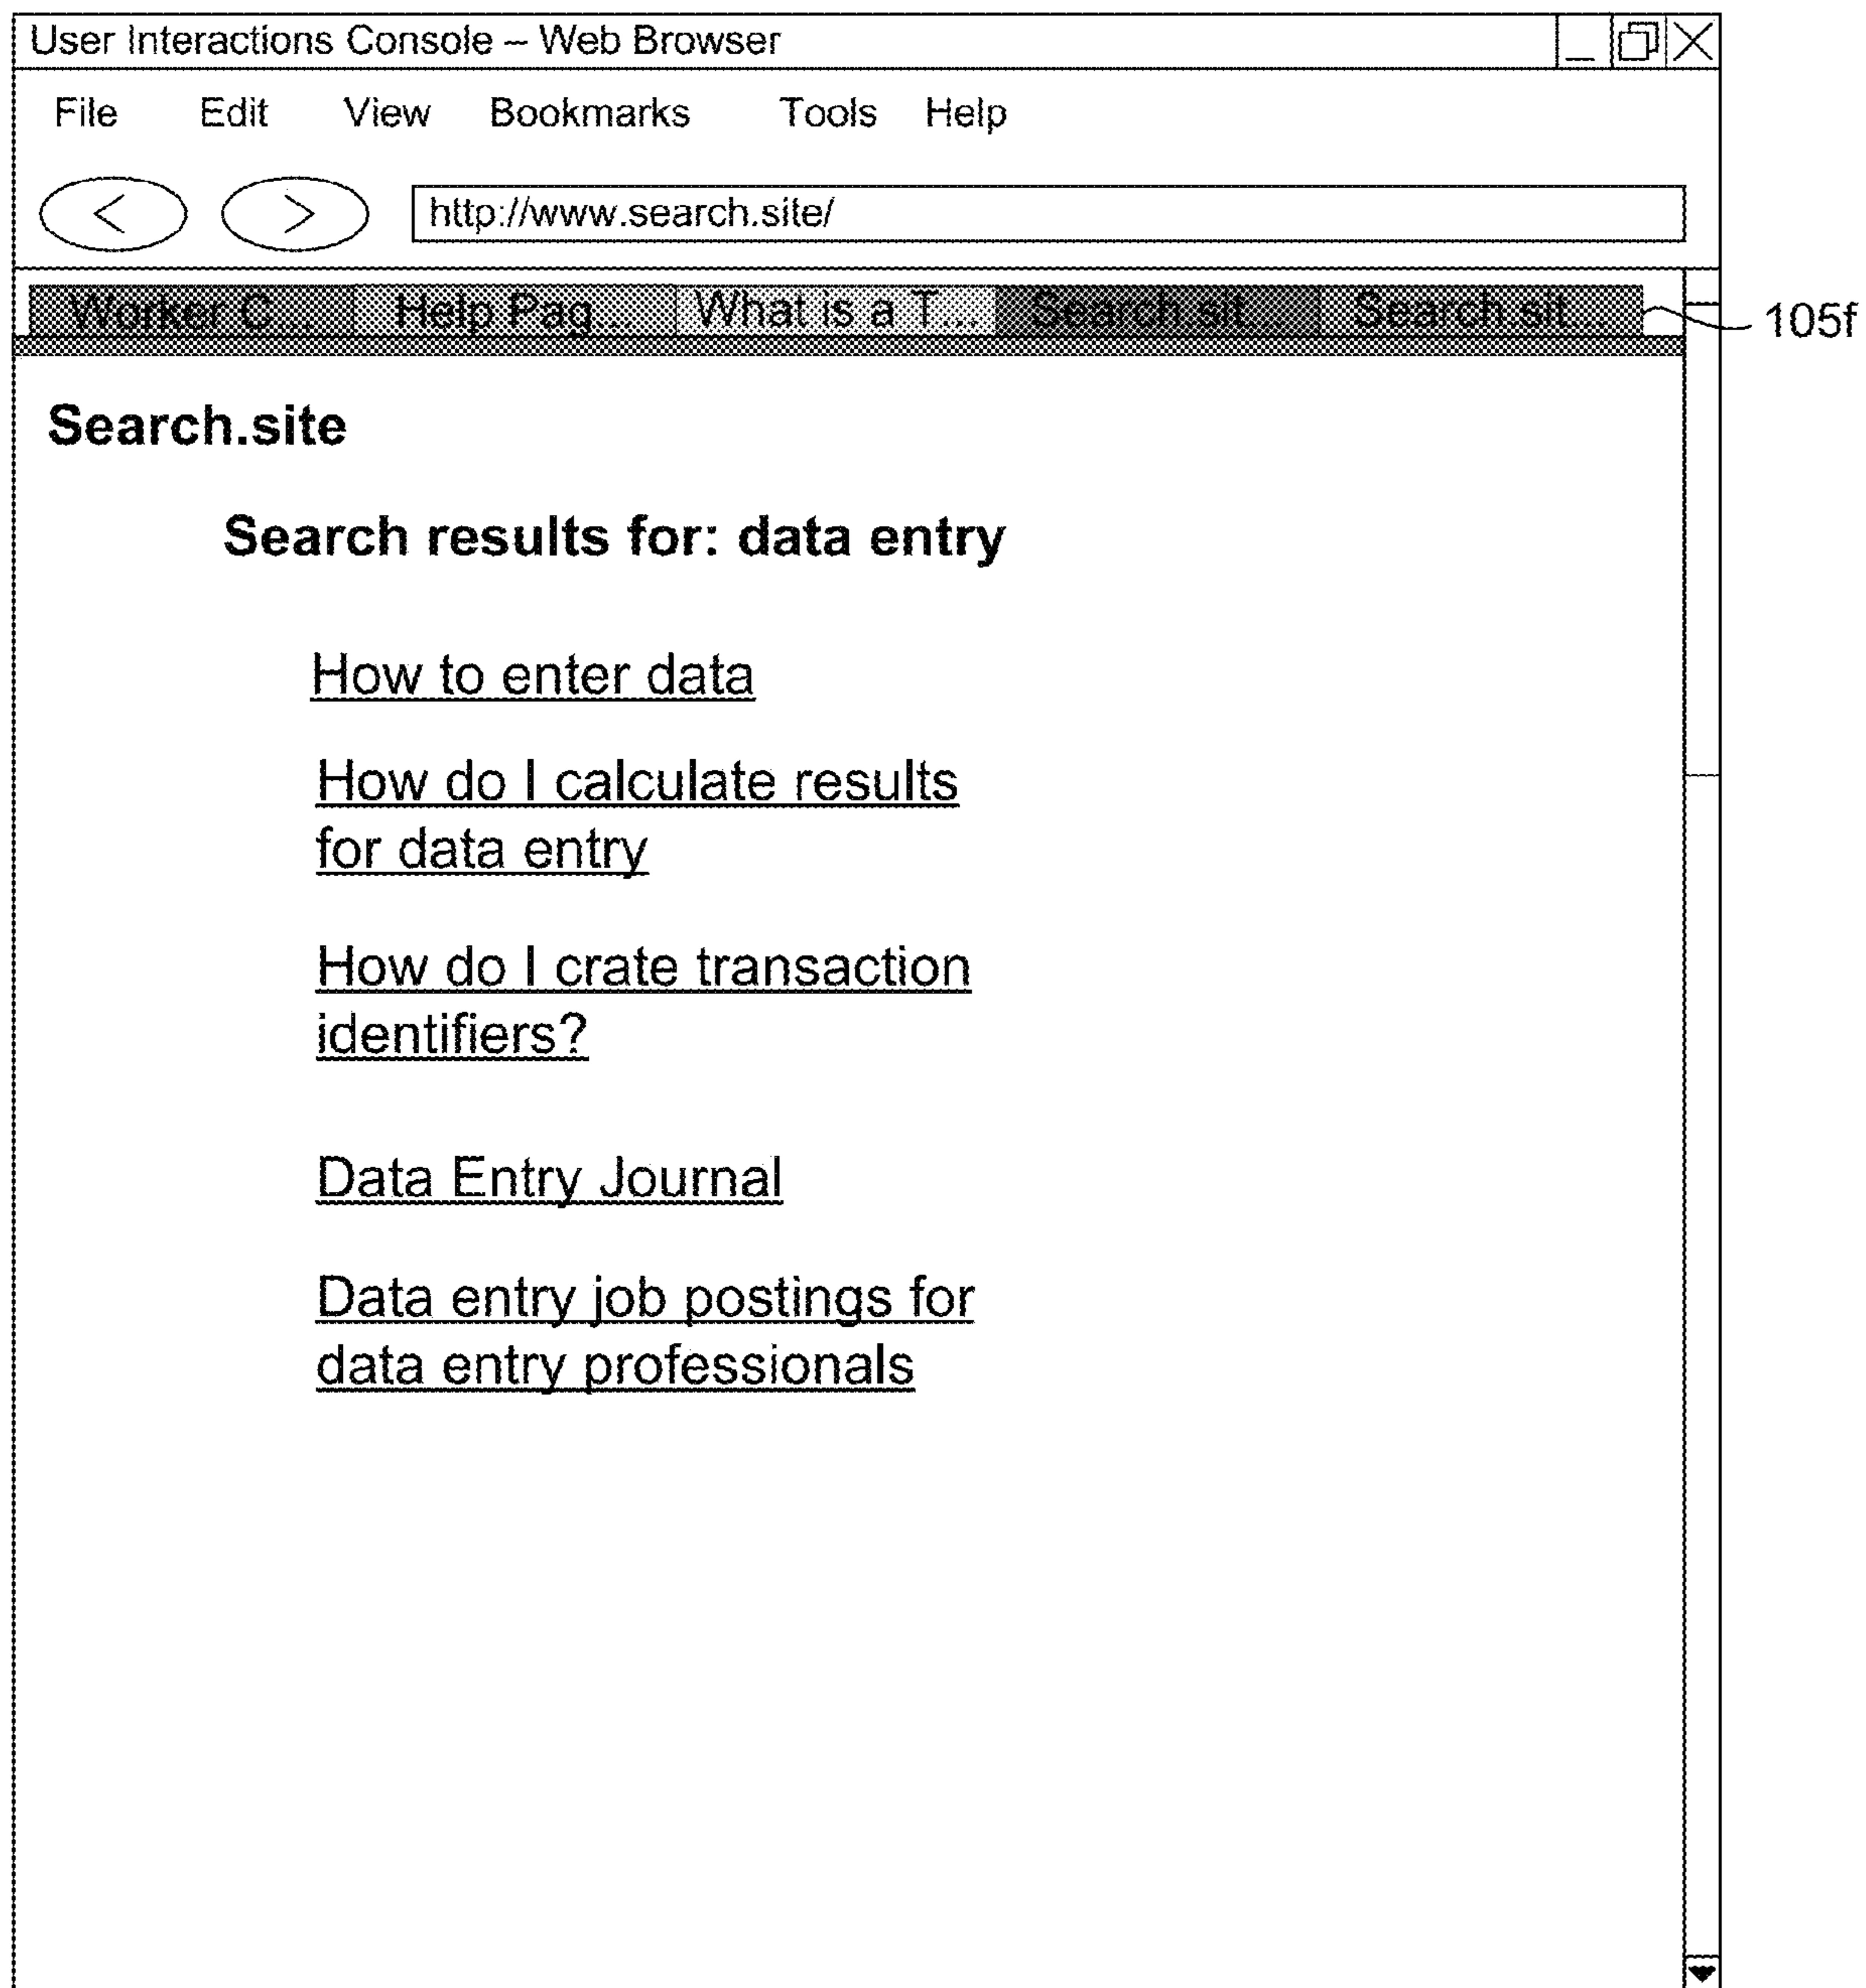 User Interactions Console – Web Browser
File Edit View Bookmarks Tools Help
< > http://www.search.site/
Worker C... Help Pag ... What is a T ... Search.sit... Search.sit...
105f
Search.site
Search results for: data entry
How to enter data
How do I calculate results
for data entry
How do I crate transaction
identifiers?
Data Entry Journal
Data entry job postings for
data entry professionals